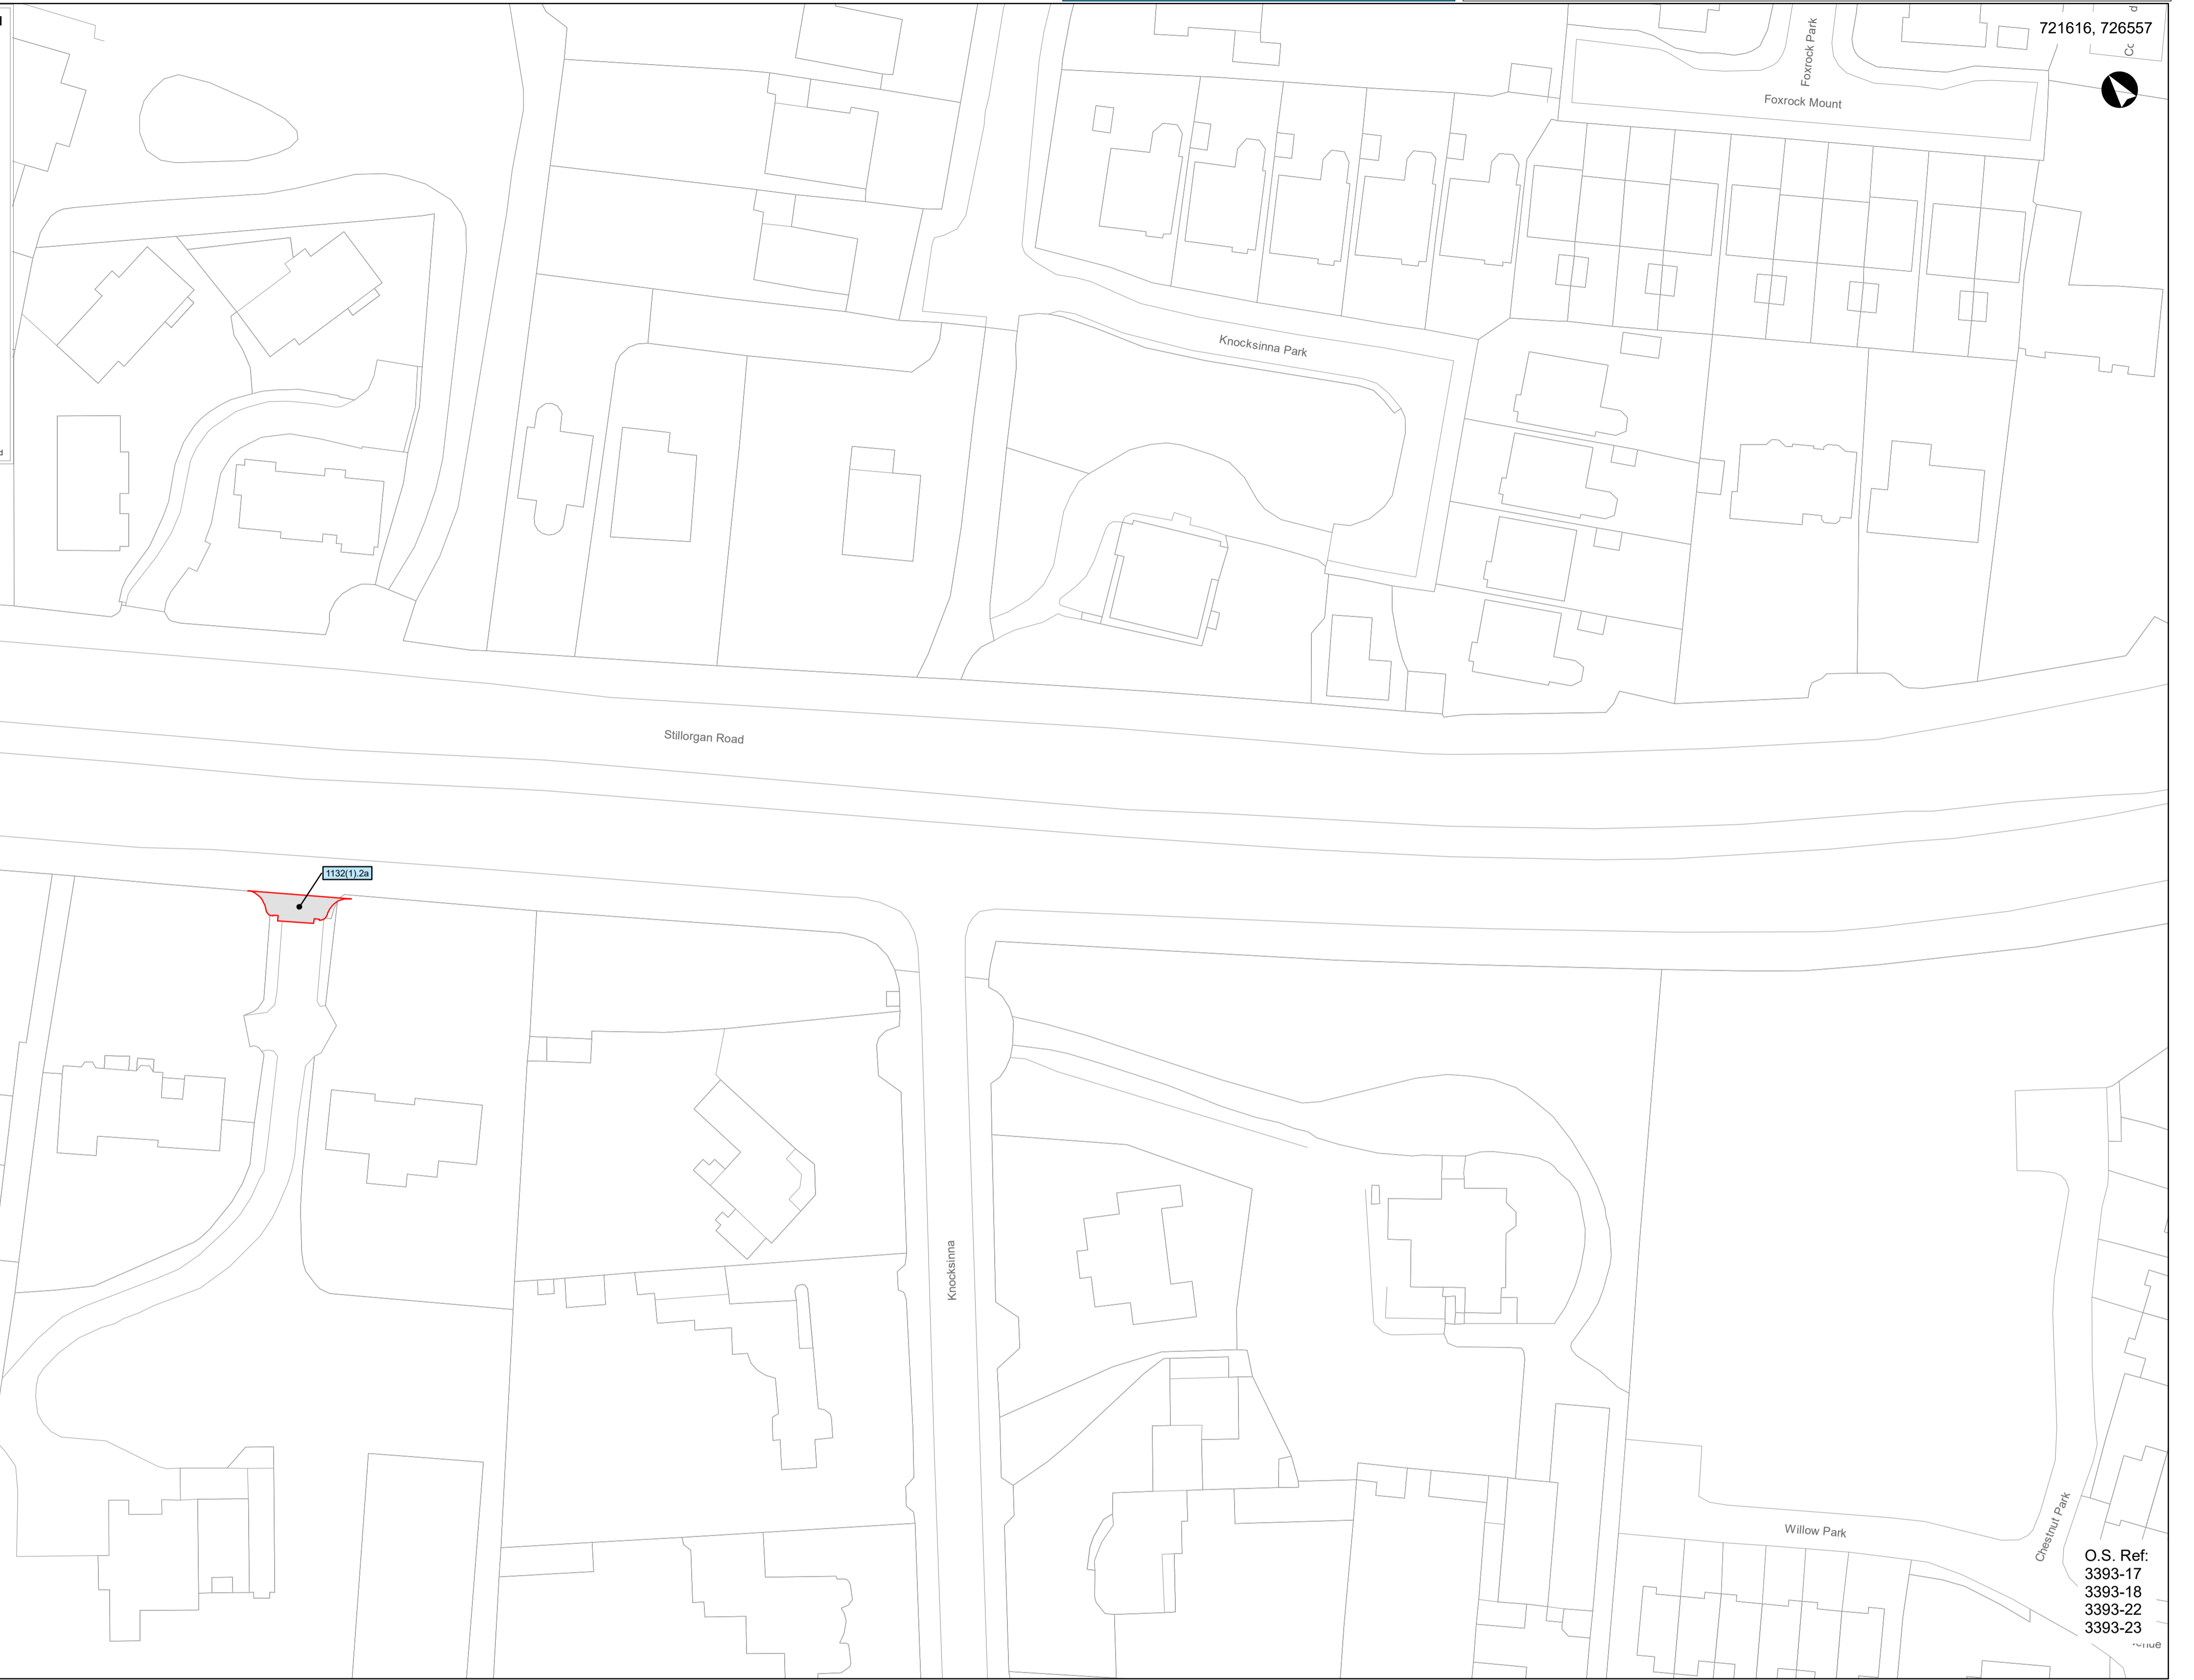 721616, 726557
Foxrock Park
Foxrock Mount
Knocksinna Park
Stillorgan Road
1132(1).2a
Knocksinna
Willow Park
Chestnut Park
O.S. Ref:
3393-17
3393-18
3393-22
3393-23